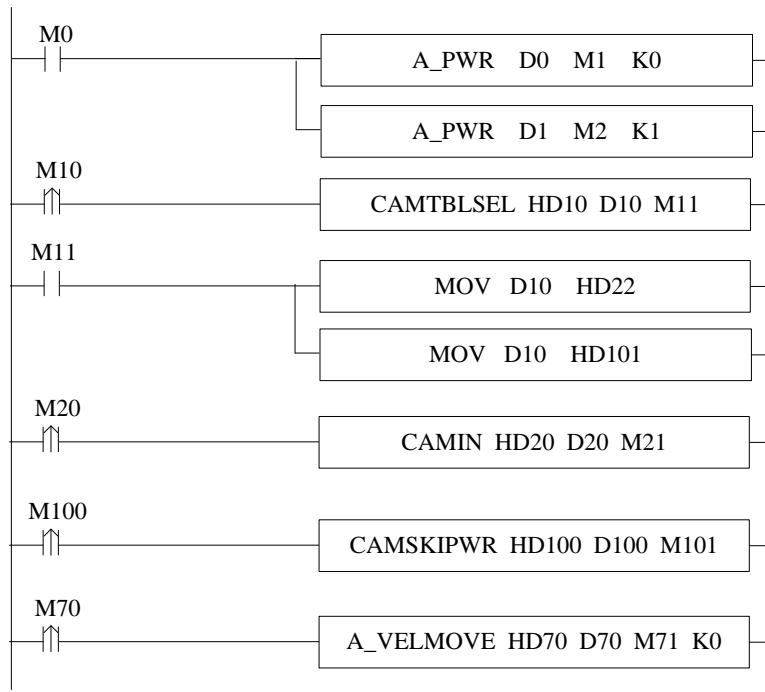 M0
A_PWR D0 M1 K0
A_PWR D1 M2 K1
M10
CAMTBLSEL HD10 D10 M11
M11
MOV D10 HD22
MOV D10 HD101
M20
CAMIN HD20 D20 M21
M100
CAMSKIPWR HD100 D100 M101
M70
A_VELMOVE HD70 D70 M71 K0